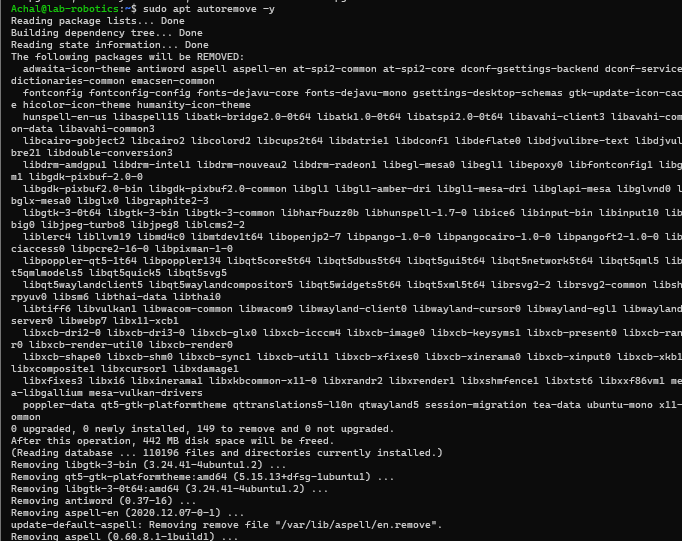 Achal@lab-robotics:~$ sudo apt autoremove -y
Reading package lists... Done
Building dependency tree... Done
Reading state information... Done
The following packages will be REMOVED:
adwaita-icon-theme antiword aspell aspell-en at-spi2-common at-spi2-core dconf-gsettings-backend dconf-service
dictionaries-common emacsen-common
fontconfig fontconfig-config fonts-dejavu-core fonts-dejavu-mono gsettings-desktop-schemas gtk-update-icon-cac
e hicolor-icon-theme humanity-icon-theme
hunspell-en-us libaspell15 libatk-bridge2.0-0t64 libatk1.0-0t64 libatspi2.0-0t64 libavahi-client3 libavahi-com
on-data libavahi-common3
libcairo-gobject2 libcairo2 libcolord2 libcups2t64 libdatrie1 libdconf1 libdeflate0 libdjvulibre-text libdjvul
bre21 libdouble-conversion3
libdrm-amdgpu1 libdrm-intel1 libdrm-nouveau2 libdrm-radeon1 libegl-mesa0 libegl1 libepoxy0 libfontconfig1 libg
m1 libgdk-pixbuf-2.0-0
libgdk-pixbuf2.0-bin libgdk-pixbuf2.0-common libgl1 libgl1-amber-dri libgl1-mesa-dri libglapi-mesa libglvnd0 l
bglx-mesa0 libglx0 libgraphite2-3
libgtk-3-0t64 libgtk-3-bin libgtk-3-common libharfbuzz0b libhunspell-1.7-0 libice6 libinput-bin libinput10 lib
big0 libjpeg-turbo8 libjpeg8 liblcms2-2
liblerc4 libllvm19 libmd4c0 libmtdev1t64 libopenjp2-7 libpango-1.0-0 libpangocairo-1.0-0 libpangoft2-1.0-0 lib
ciaccess0 libpcre2-16-0 libpixman-1-0
libpoppler-qt5-1t64 libpoppler134 libqt5core5t64 libqt5dbus5t64 libqt5gui5t64 libqt5network5t64 libqt5qml5 lib
t5qmlmodels5 libqt5quick5 libqt5svg5
libqt5waylandclient5 libqt5waylandcompositor5 libqt5widgets5t64 libqt5xml5t64 librsvg2-2 librsvg2-common libsh
rpyuv0 libsm6 libthai-data libthai0
libtiff6 libvulkan1 libwacom-common libwacom9 libwayland-client0 libwayland-cursor0 libwayland-egl1 libwayland
server0 libwebp7 libx11-xcb1
libxcb-dri2-0 libxcb-dri3-0 libxcb-glx0 libxcb-icccm4 libxcb-image0 libxcb-keysyms1 libxcb-present0 libxcb-ran
r0 libxcb-render-util0 libxcb-render0
libxcb-shape0 libxcb-shm0 libxcb-sync1 libxcb-util1 libxcb-xfixes0 libxcb-xinerama0 libxcb-xinput0 libxcb-xkb1
libxcomposite1 libxcursor1 libxdamage1
libxfixes3 libxi6 libxinerama1 libxkbcommon-x11-0 libxrandr2 libxrender1 libxshmfence1 libxtst6 libxxf86vm1 me
a-libgallium mesa-vulkan-drivers
poppler-data qt5-gtk-platformtheme qttranslations5-l10n qtwayland5 session-migration tea-data ubuntu-mono x11-
ommon
0 upgraded, 0 newly installed, 149 to remove and 0 not upgraded.
After this operation, 442 MB disk space will be freed.
(Reading database ... 110196 files and directories currently installed.)
Removing libgtk-3-bin (3.24.41-4ubuntu1.2) ...
Removing qt5-gtk-platformtheme:amd64 (5.15.13+dfsg-1ubuntu1) ...
Removing libgtk-3-0t64:amd64 (3.24.41-4ubuntu1.2) ...
Removing antiword (0.37-16) ...
Removing aspell-en (2020.12.07-0-1) ...
update-default-aspell: Removing remove file "/var/lib/aspell/en.remove".
Removing aspell (0.60.8.1-1build1) ...